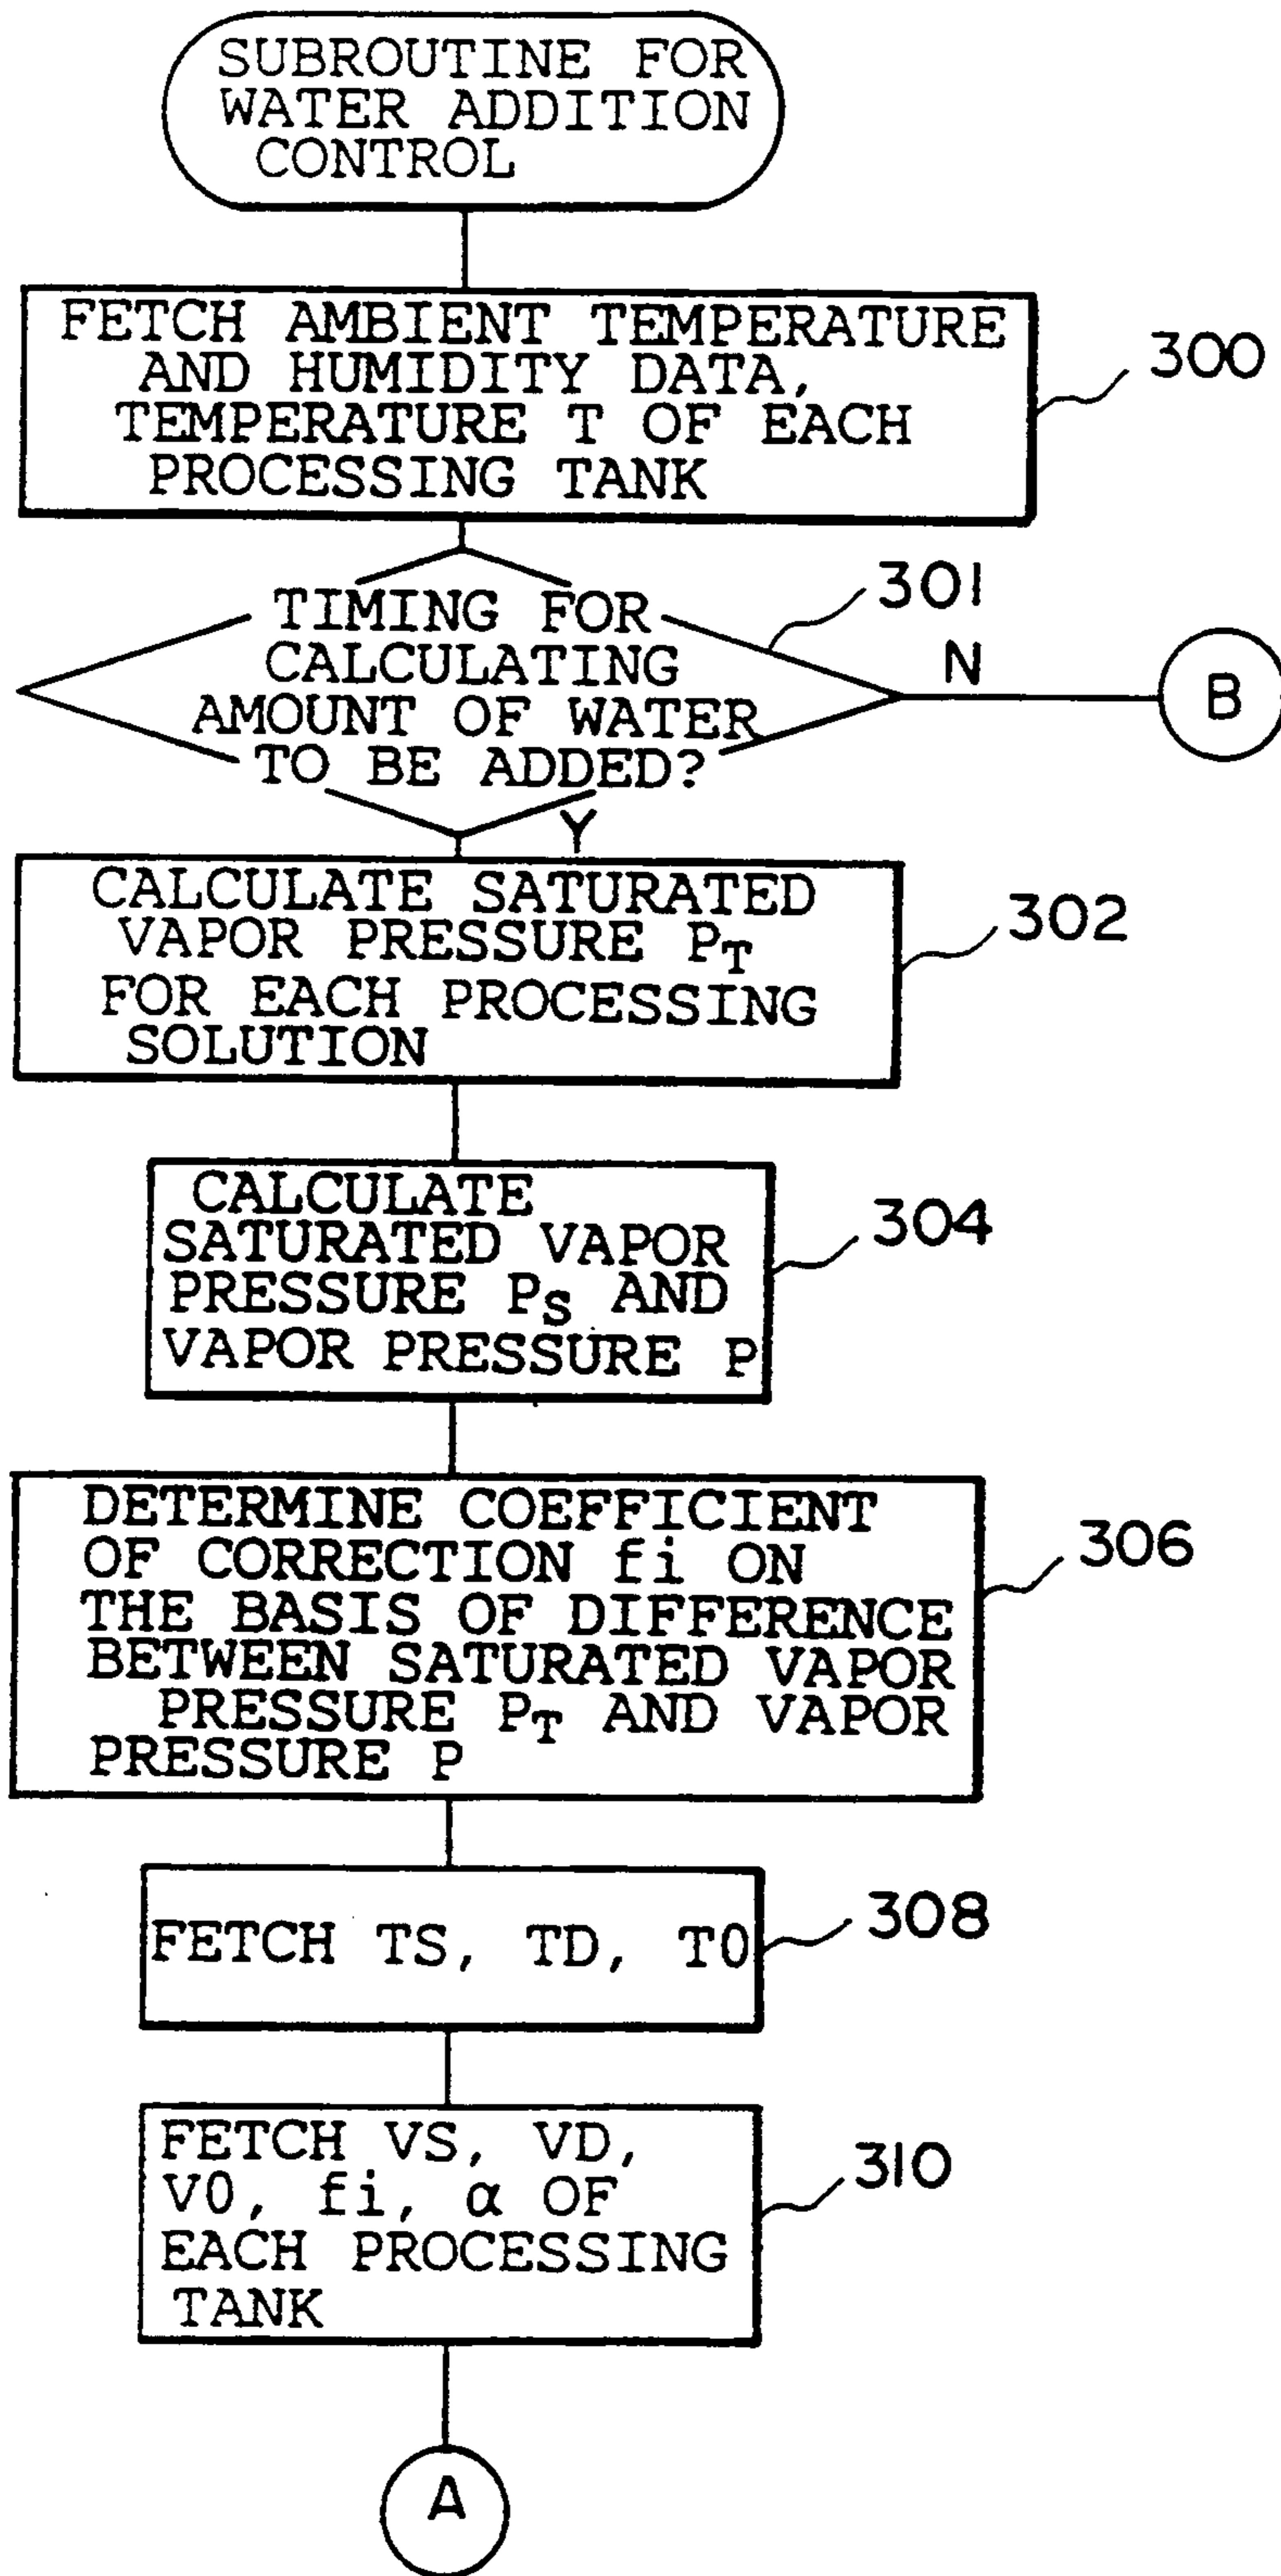 SUBROUTINE FOR
WATER ADDITION
CONTROL
FETCH AMBIENT TEMPERATURE
AND HUMIDITY DATA,
TEMPERATURE T OF EACH
PROCESSING TANK
300
TIMING FOR
CALCULATING
AMOUNT OF WATER
TO BE ADDED?
301
N
B
Y
CALCULATE SATURATED
VAPOR PRESSURE PT
FOR EACH PROCESSING
SOLUTION
302
CALCULATE
SATURATED VAPOR
PRESSURE PS AND
VAPOR PRESSURE P
304
DETERMINE COEFFICIENT
OF CORRECTION fi ON
THE BASIS OF DIFFERENCE
BETWEEN SATURATED VAPOR
PRESSURE PT AND VAPOR
PRESSURE P
306
FETCH TS, TD, T0
308
FETCH VS, VD,
V0, fi, α OF
EACH PROCESSING
TANK
310
A